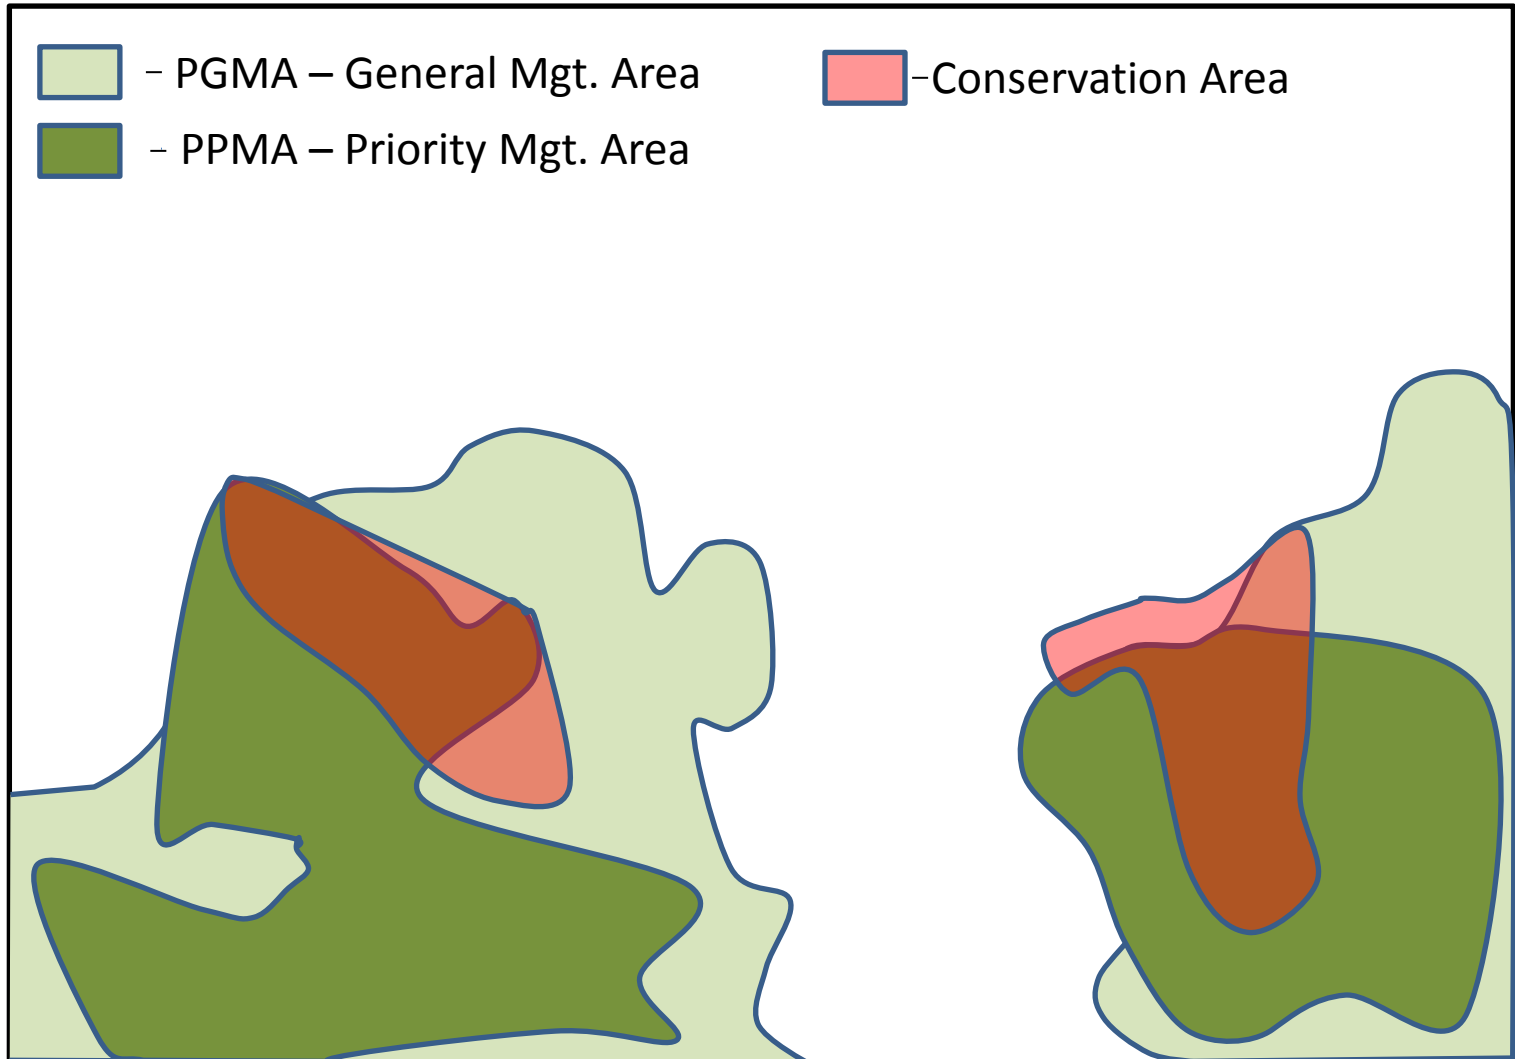 - PGMA – General Mgt. Area
-Conservation Area
- PPMA – Priority Mgt. Area